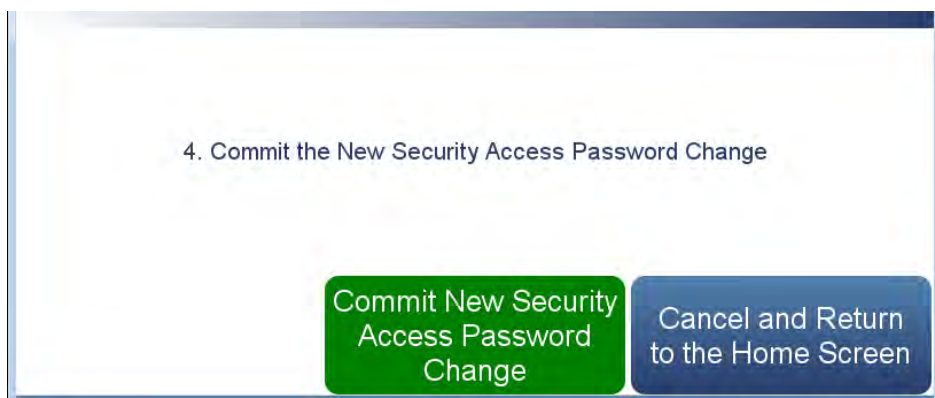 4. Commit the New Security Access Password Change
Commit New Security
Access Password
Change
Cancel and Return
to the Home Screen